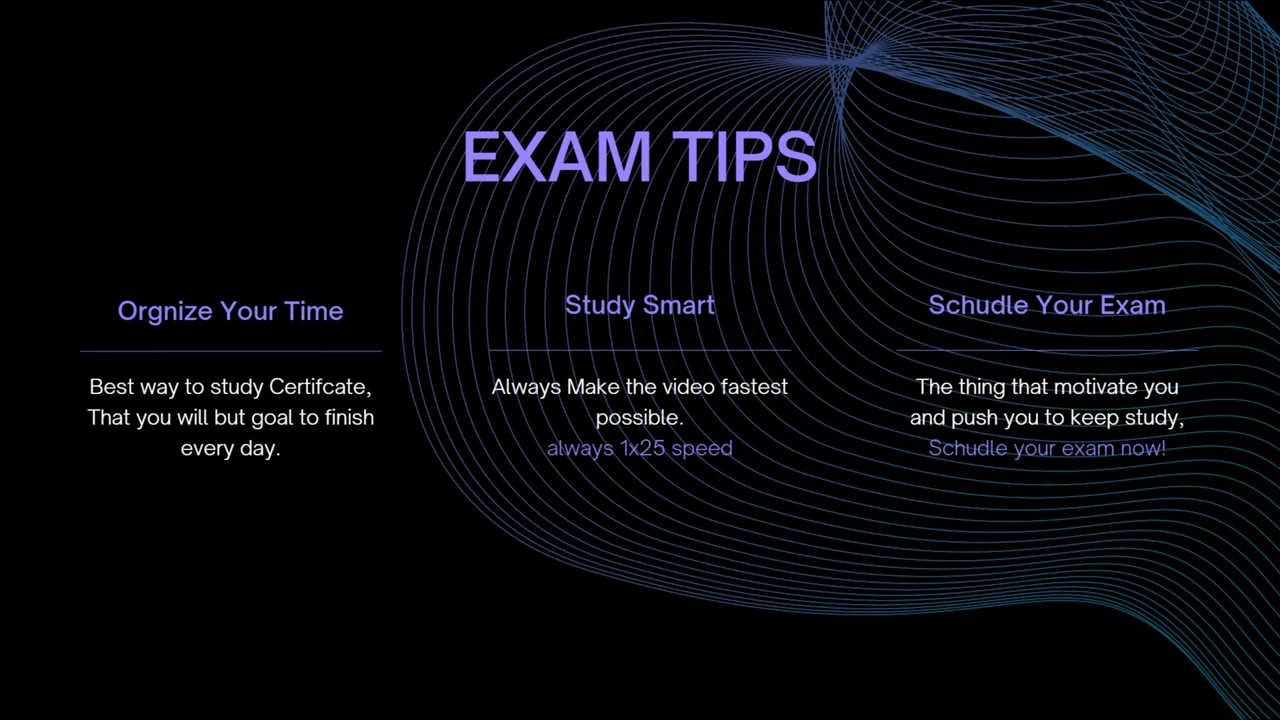 EXAM TIPS
Orgnize Your Time
Best way to study Certifcate,
That you will but goal to finish
every day.
Study Smart
Always Make the video fastest
possible.
always 1x25 speed
Schudle Your Exam
The thing that motivate you
and push you to keep study,
Schudle your exam now!